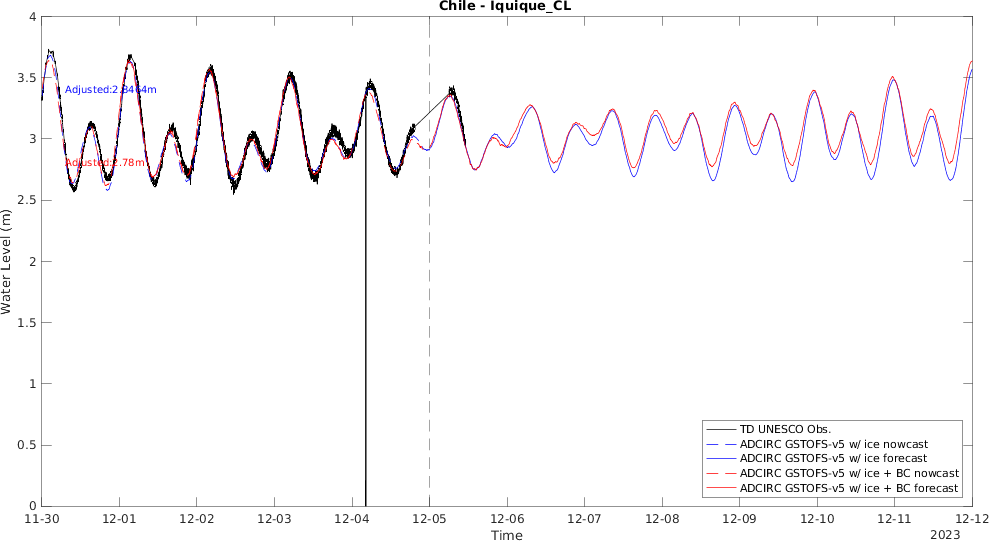 Chile - Iquique_CL
4
3.5
3
2.5
2
1.5
1
0.5
0
Water Level (m)
Adjusted:2.8464m
Adjusted:2.78m
TD UNESCO Obs.
ADCIRC GSTOFS-v5 w/ ice nowcast
ADCIRC GSTOFS-v5 w/ ice forecast
ADCIRC GSTOFS-v5 w/ ice + BC nowcast
ADCIRC GSTOFS-v5 w/ ice + BC forecast
11-30 12-01 12-02 12-03 12-04 12-05 12-06 12-07 12-08 12-09 12-10 12-11 12-12
Time
2023